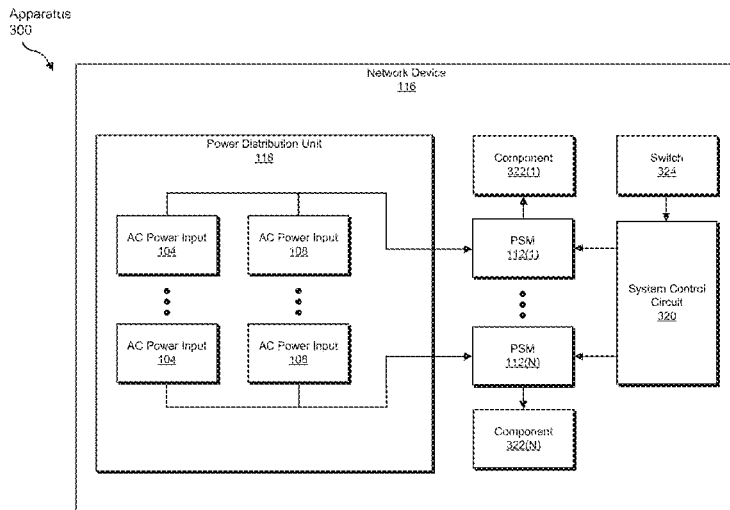 Apparatus
300
Network Device
116
Power Distribution Unit
118
Component
322(1)
Switch
324
AC Power Input
104
AC Power Input
108
PSM
112(1)
System Control
Circuit
320
AC Power Input
104
AC Power Input
108
PSM
112(N)
Component
322(N)